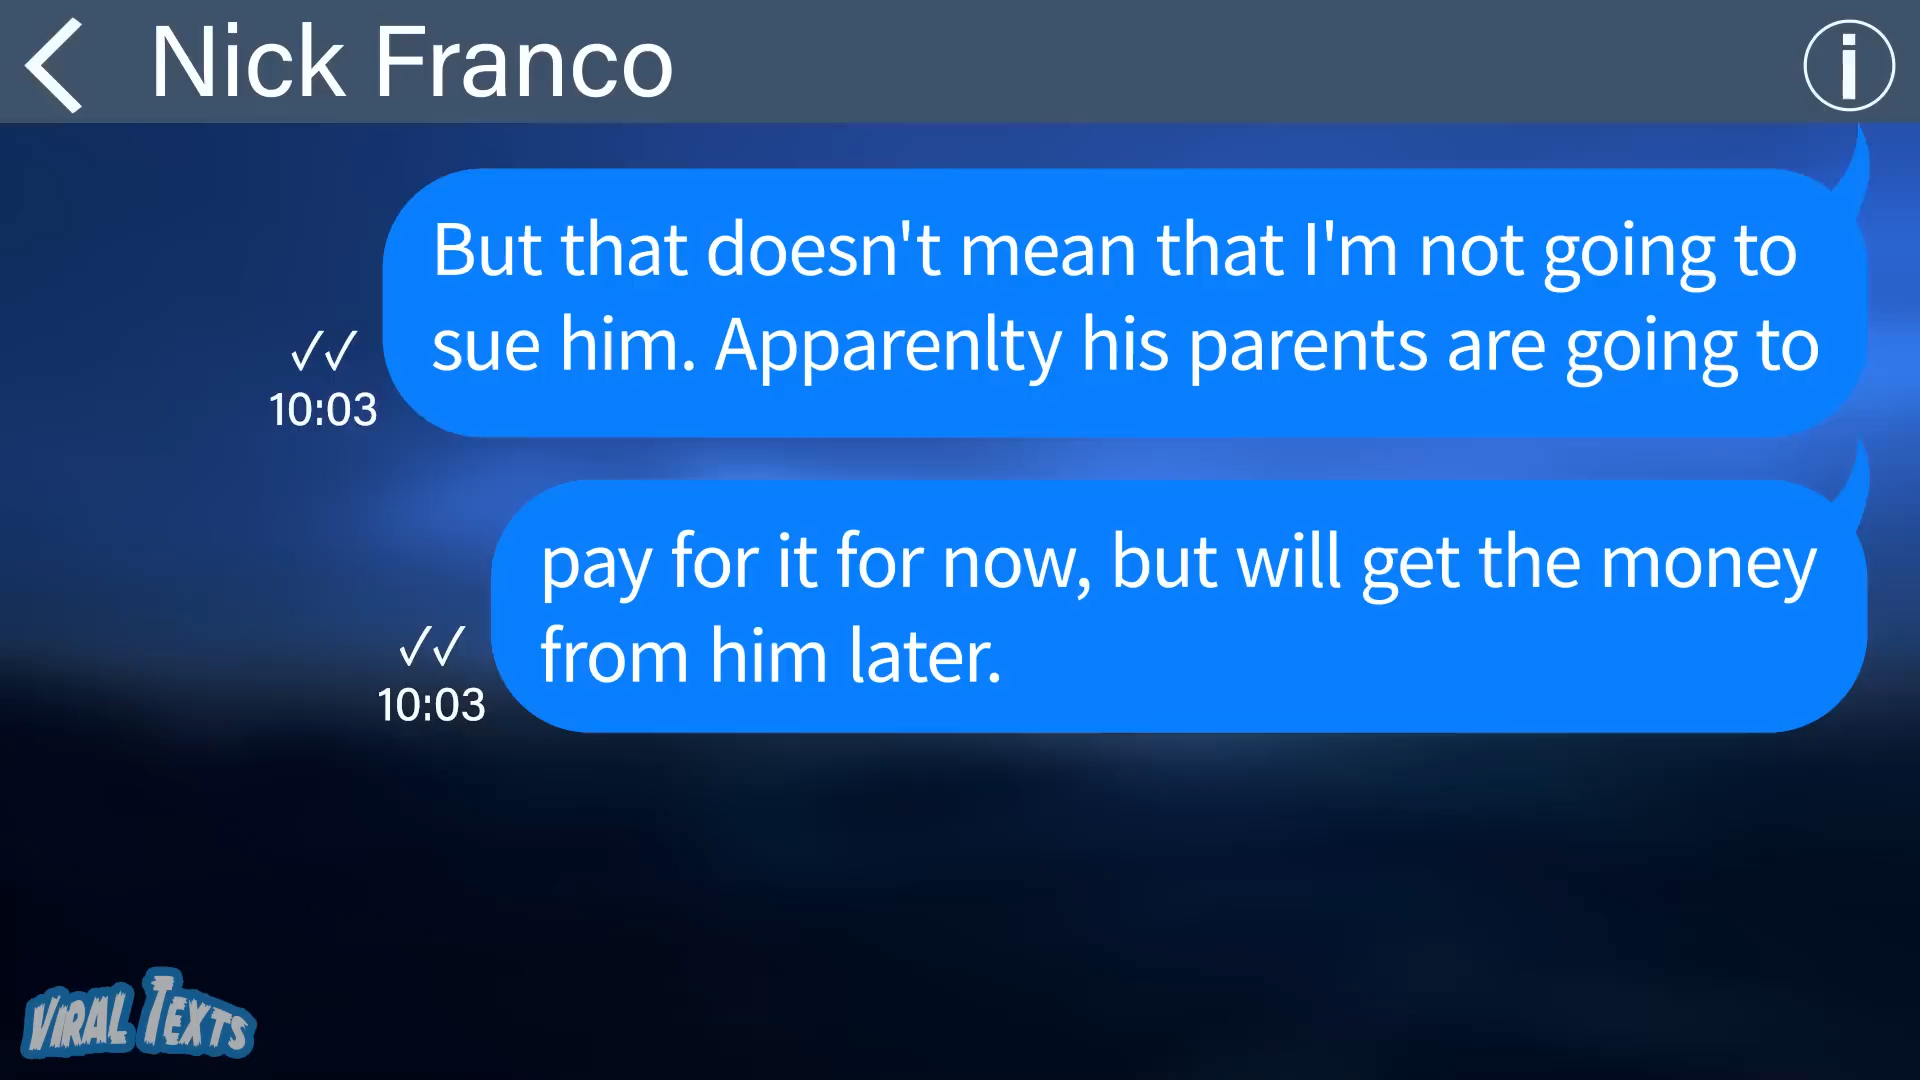 Nick Franco
But that doesn't mean that I'm not going to
sue him. Apparenlty his parents are going to
✓✓
10:03
pay for it for now, but will get the money
from him later.
✓✓
10:03
VIRAL TEXTS